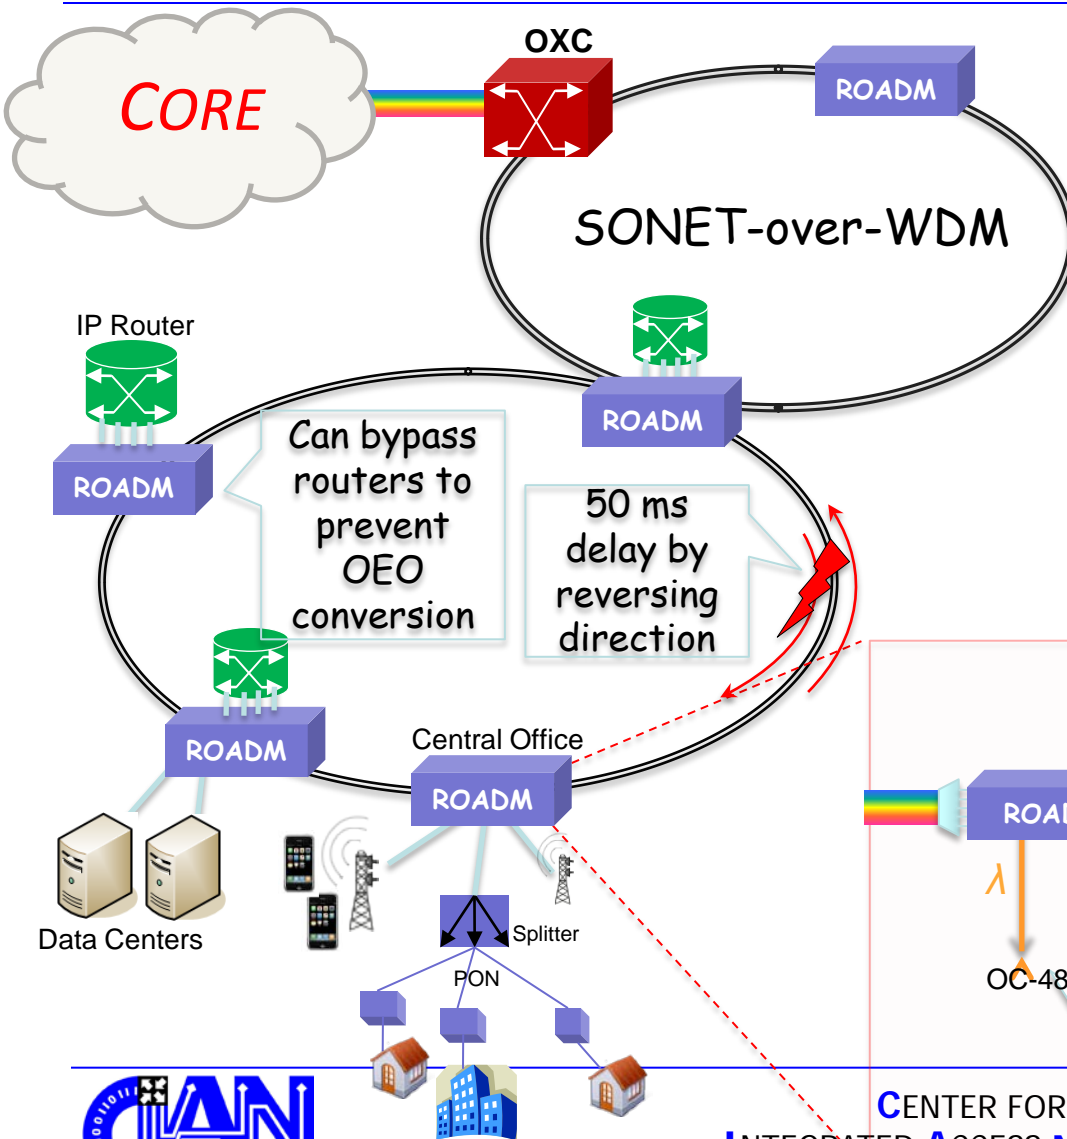 OXC
CORE
ROADM
SONET-over-WDM
IP Router
ROADM
ROADM
Can bypass
routers to
prevent
OEO
conversion
50 ms
delay by
reversing
direction
ROADM
Central Office
ROADM
λ
OC-48
Data Centers
Splitter
PON
CIAN
CENTER FOR